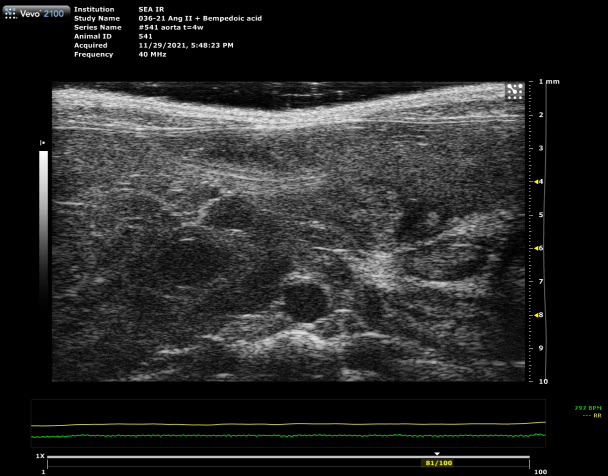 Vevo 2100
Institution SEA IR
Study Name 036-21 Ang II + Bempedoic acid
Series Name #541 aorta t=4w
Animal ID 541
Acquired 11/29/2021, 5:48:23 PM
Frequency 40 MHz
1 mm
2
3
4
5
6
7
8
9
10
RR
1X
81/100
1 100